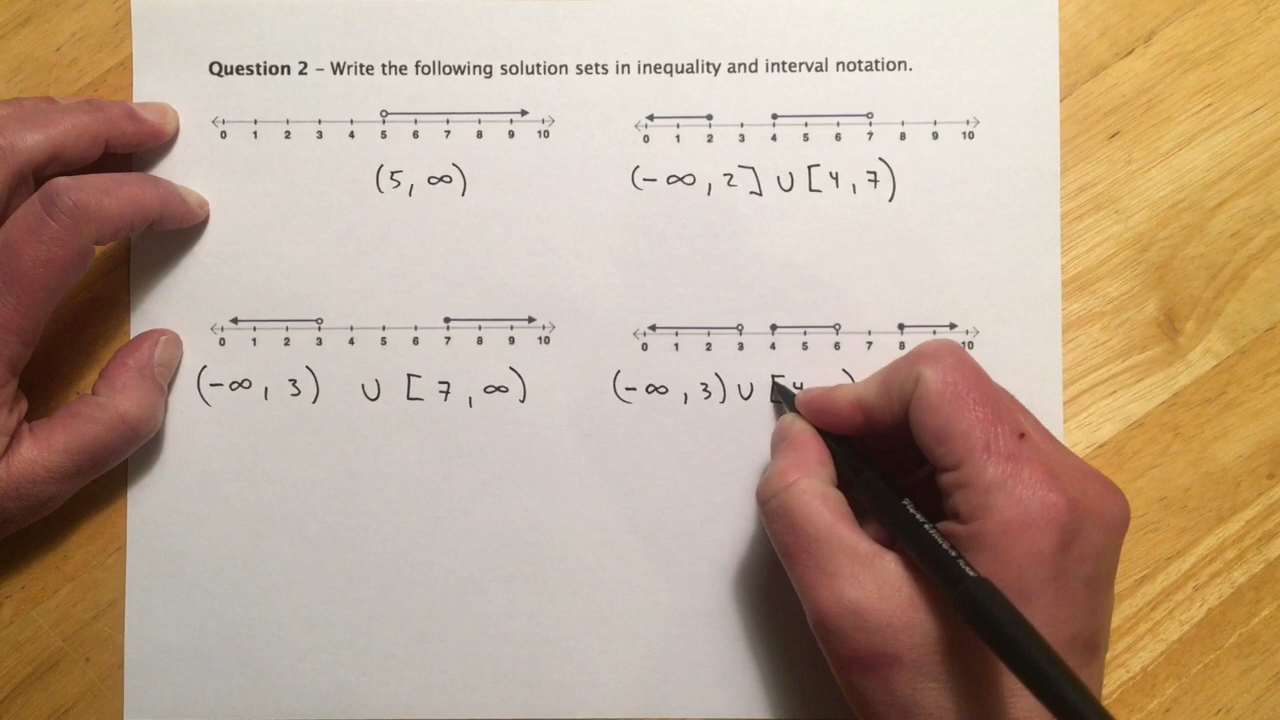 Question 2 – Write the following solution sets in inequality and interval notation.
0 1 2 3 4 5 6 7 8 9 10
0 1 2 3 4 5 6 7 8 9 10
(5, ∞)
(-∞, 2] ∪ [4, 7)
0 1 2 3 4 5 6 7 8 9 10
0 1 2 3 4 5 6 7 8 10
(-∞, 3) ∪ [7, ∞)
(-∞, 3) ∪ [4 )